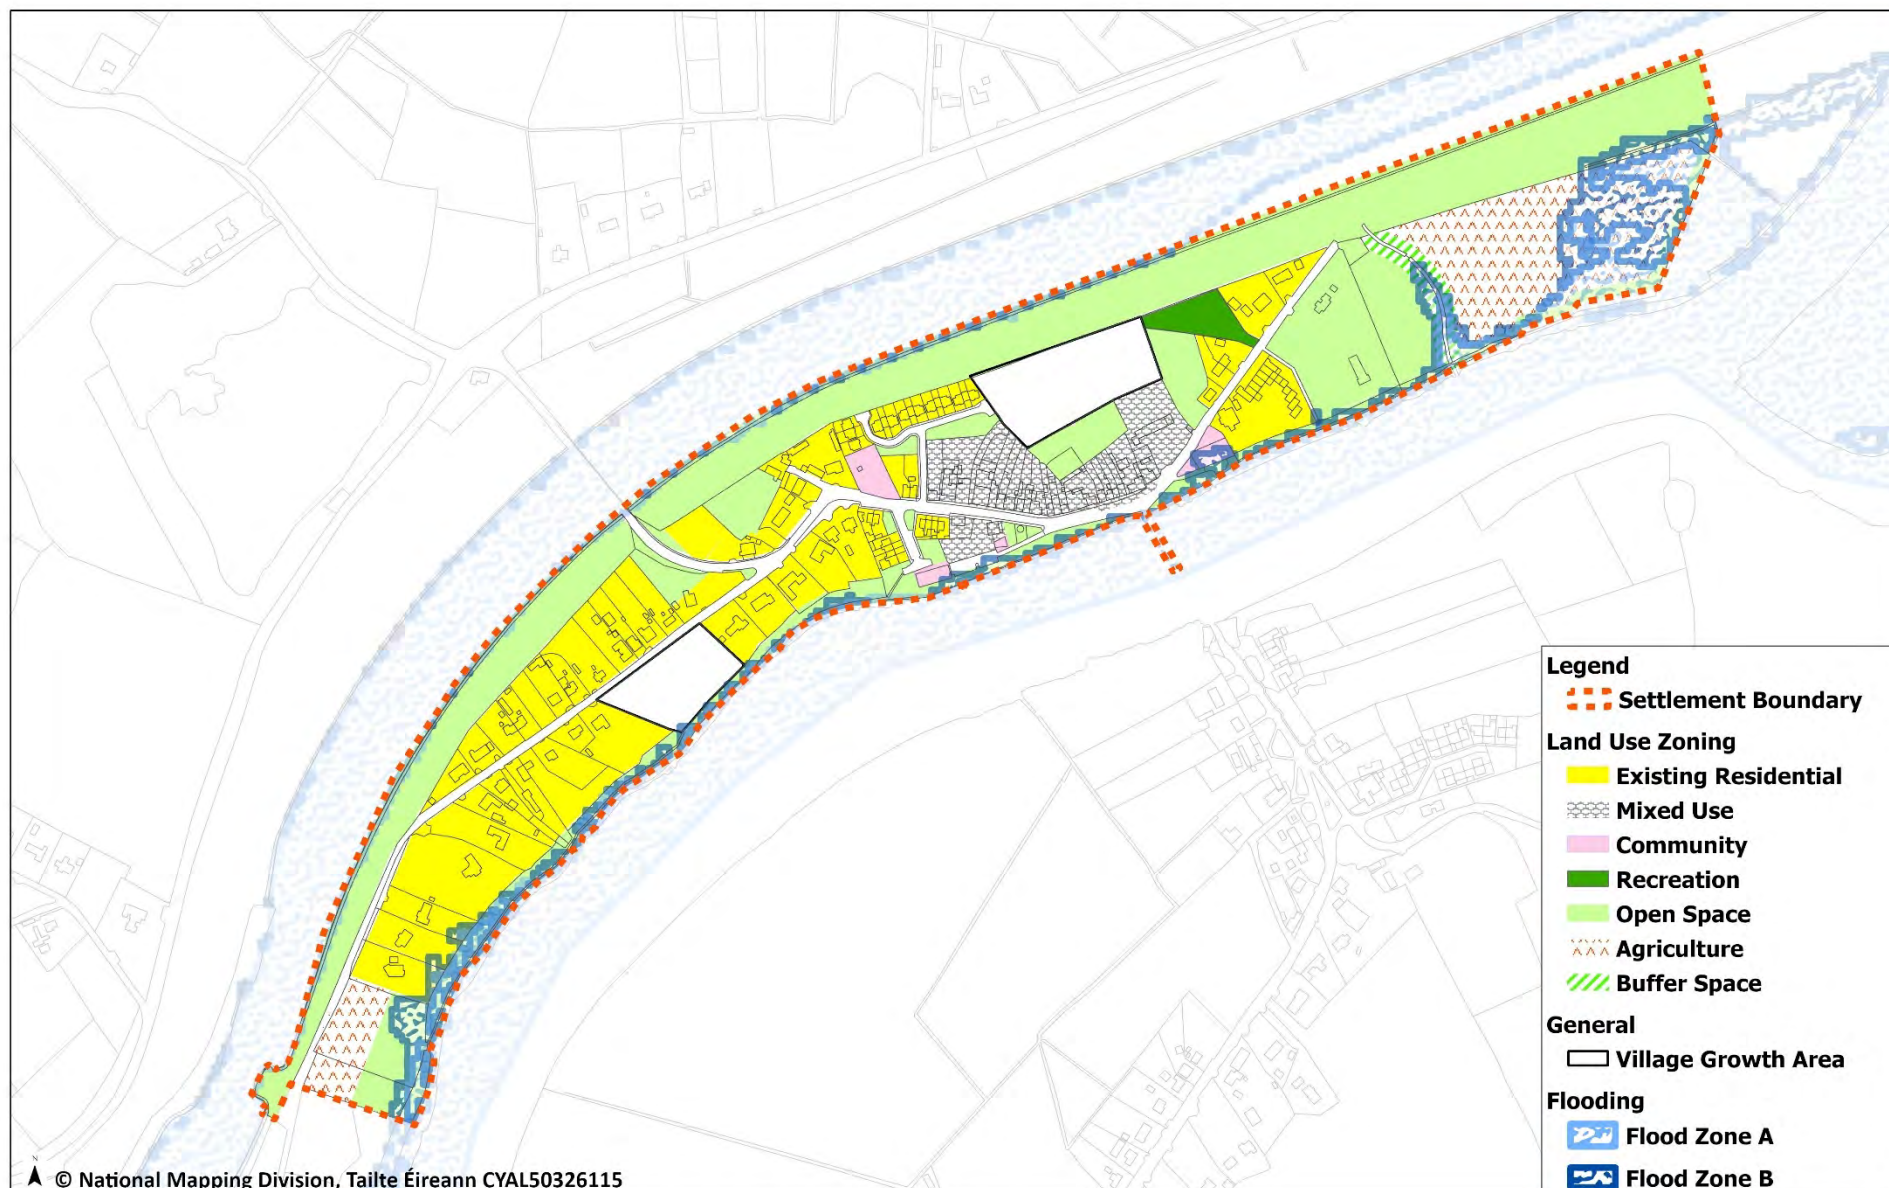 Legend
Settlement Boundary
Land Use Zoning
Existing Residential
Mixed Use
Community
Recreation
Open Space
Agriculture
Buffer Space
General
Village Growth Area
Flooding
Flood Zone A
Flood Zone B
N
© National Mapping Division, Tailte Éireann CYAL50326115